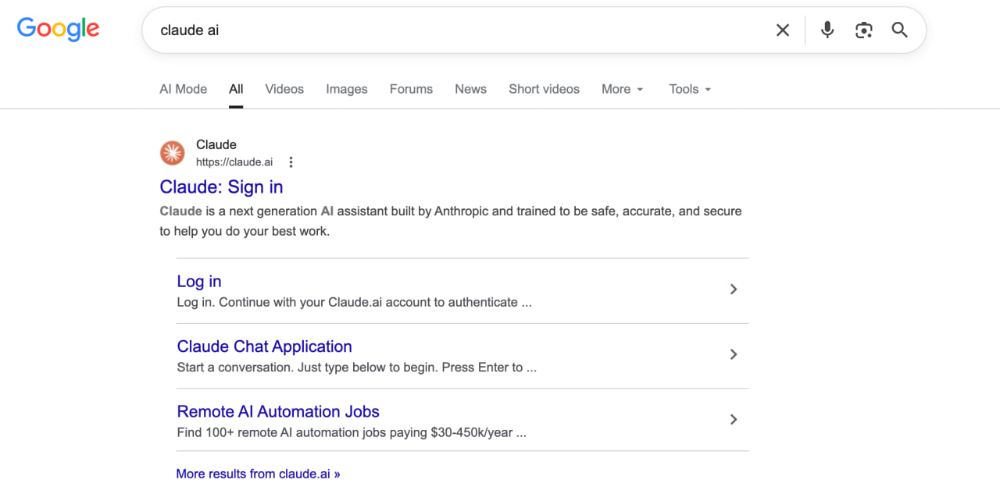 Google
claude ai
AI Mode All Videos Images Forums News Short videos More Tools
Claude
https://claude.ai
Claude: Sign in
Claude is a next generation AI assistant built by Anthropic and trained to be safe, accurate, and secure
to help you do your best work.
Log in
Log in. Continue with your Claude.ai account to authenticate ...
Claude Chat Application
Start a conversation. Just type below to begin. Press Enter to ...
Remote AI Automation Jobs
Find 100+ remote AI automation jobs paying $30-450k/year ...
More results from claude.ai »